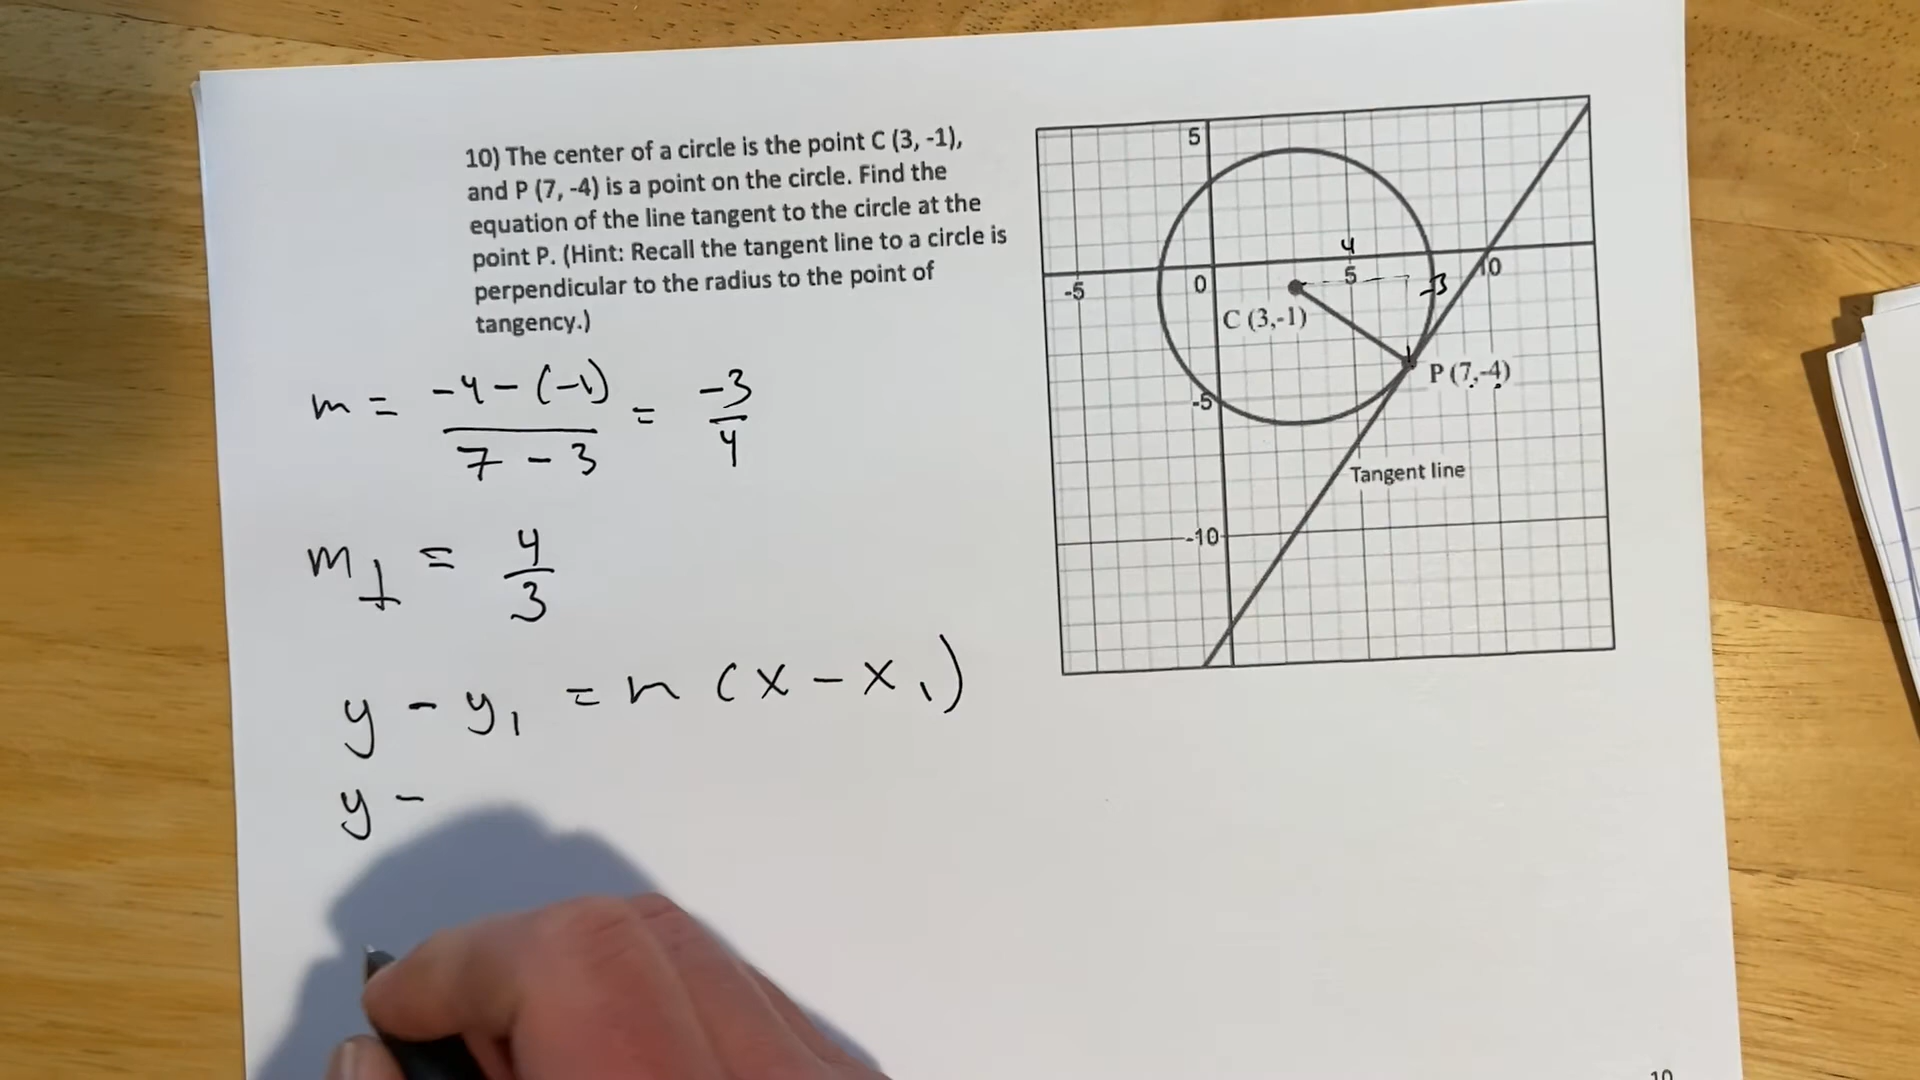 10) The center of a circle is the point C (3, -1),
and P (7, -4) is a point on the circle. Find the
equation of the line tangent to the circle at the
point P. (Hint: Recall the tangent line to a circle is
perpendicular to the radius to the point of
tangency.)
m = -4 - (-1) / 7 - 3 = -3 / 4
m⊥ = 4 / 3
y - y₁ = m (x - x₁)
y -
5
4
-5
0
5
-3
10
C (3,-1)
P (7,-4)
-5
Tangent line
-10
10